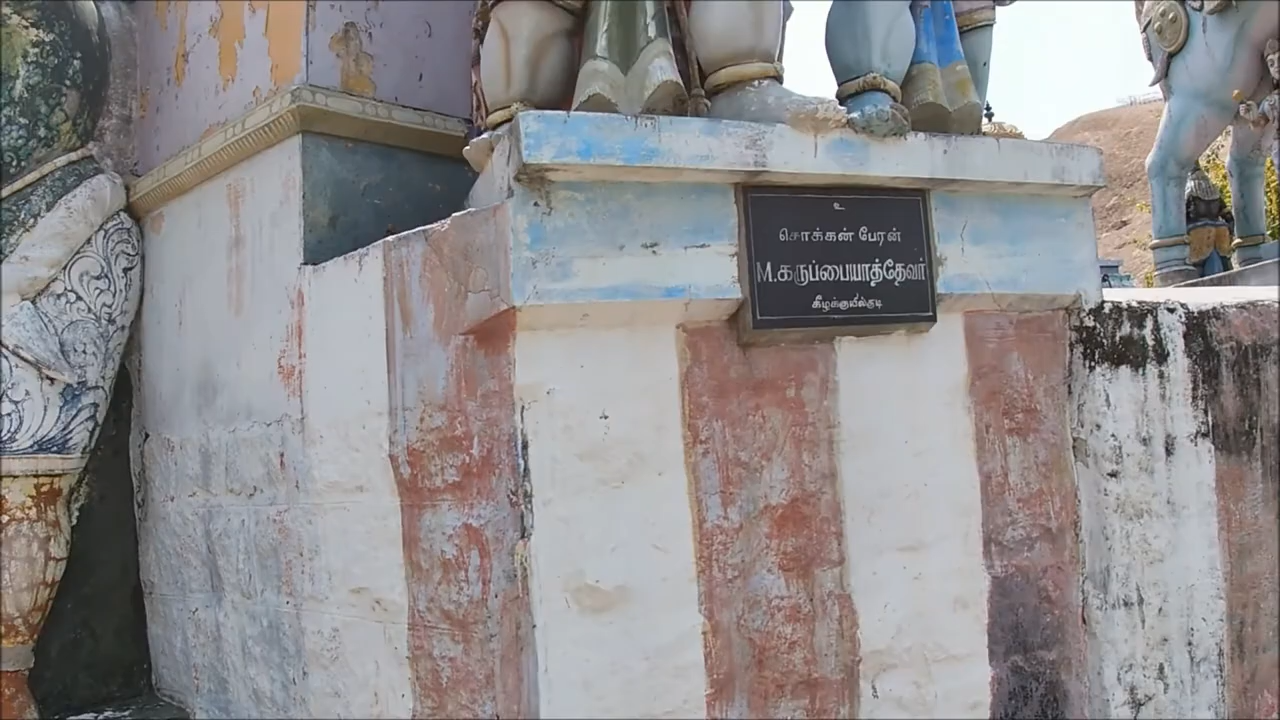 உ
சொக்கன் பேரன்
M.கருப்பையாத்தேவர்
கீழக்குயில்குடி